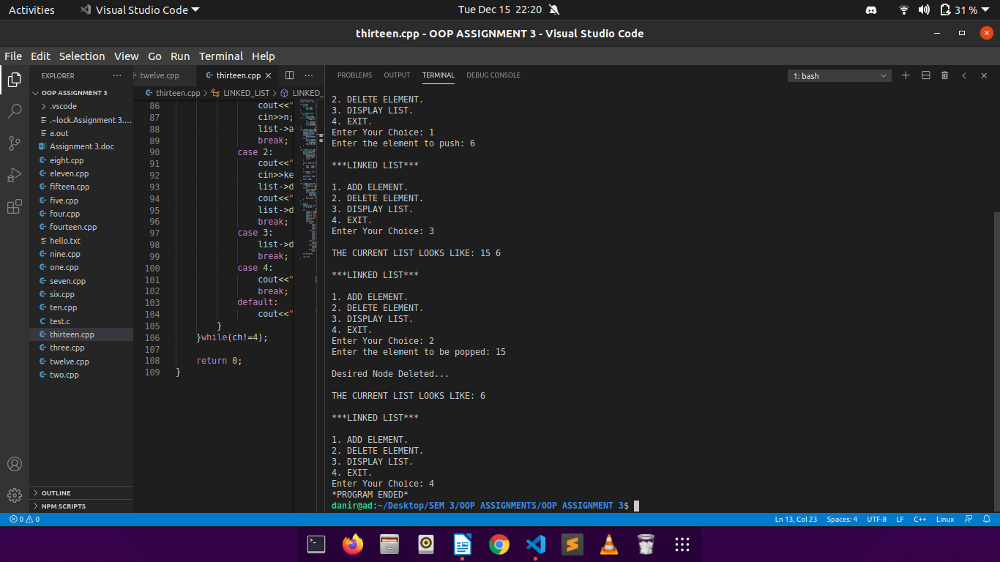 Activities
Visual Studio Code
Tue Dec 15 22:20
31 %
thirteen.cpp - OOP ASSIGNMENT 3 - Visual Studio Code
File Edit Selection View Go Run Terminal Help
EXPLORER
OOP ASSIGNMENT 3
.vscode
.~lock.Assignment 3....
a.out
Assignment 3.doc
eight.cpp
eleven.cpp
fifteen.cpp
five.cpp
four.cpp
fourteen.cpp
hello.txt
nine.cpp
one.cpp
seven.cpp
six.cpp
ten.cpp
test.c
thirteen.cpp
three.cpp
twelve.cpp
two.cpp
OUTLINE
NPM SCRIPTS
twelve.cpp
thirteen.cpp
thirteen.cpp > LINKED_LIST > LINKED_
86 cout<<"
87 cin>>n;
88 list->a
89 break;
90 case 2:
91 cout<<"
92 cin>>ke
93 list->d
94 cout<<"
95 list->d
96 break;
97 case 3:
98 list->d
99 break;
100 case 4:
101 cout<<"
102 break;
103 default:
104 cout<<"
105 }
106 }while(ch!=4);
107
108 return 0;
109 }
PROBLEMS OUTPUT TERMINAL DEBUG CONSOLE
1: bash
2. DELETE ELEMENT.
3. DISPLAY LIST.
4. EXIT.
Enter Your Choice: 1
Enter the element to push: 6
***LINKED LIST***
1. ADD ELEMENT.
2. DELETE ELEMENT.
3. DISPLAY LIST.
4. EXIT.
Enter Your Choice: 3
THE CURRENT LIST LOOKS LIKE: 15 6
***LINKED LIST***
1. ADD ELEMENT.
2. DELETE ELEMENT.
3. DISPLAY LIST.
4. EXIT.
Enter Your Choice: 2
Enter the element to be popped: 15
Desired Node Deleted...
THE CURRENT LIST LOOKS LIKE: 6
***LINKED LIST***
1. ADD ELEMENT.
2. DELETE ELEMENT.
3. DISPLAY LIST.
4. EXIT.
Enter Your Choice: 4
*PROGRAM ENDED*
danir@ad:~/Desktop/SEM 3/OOP ASSIGNMENTS/OOP ASSIGNMENT 3$
0 0
Ln 13, Col 23 Spaces: 4 UTF-8 LF C++ Linux